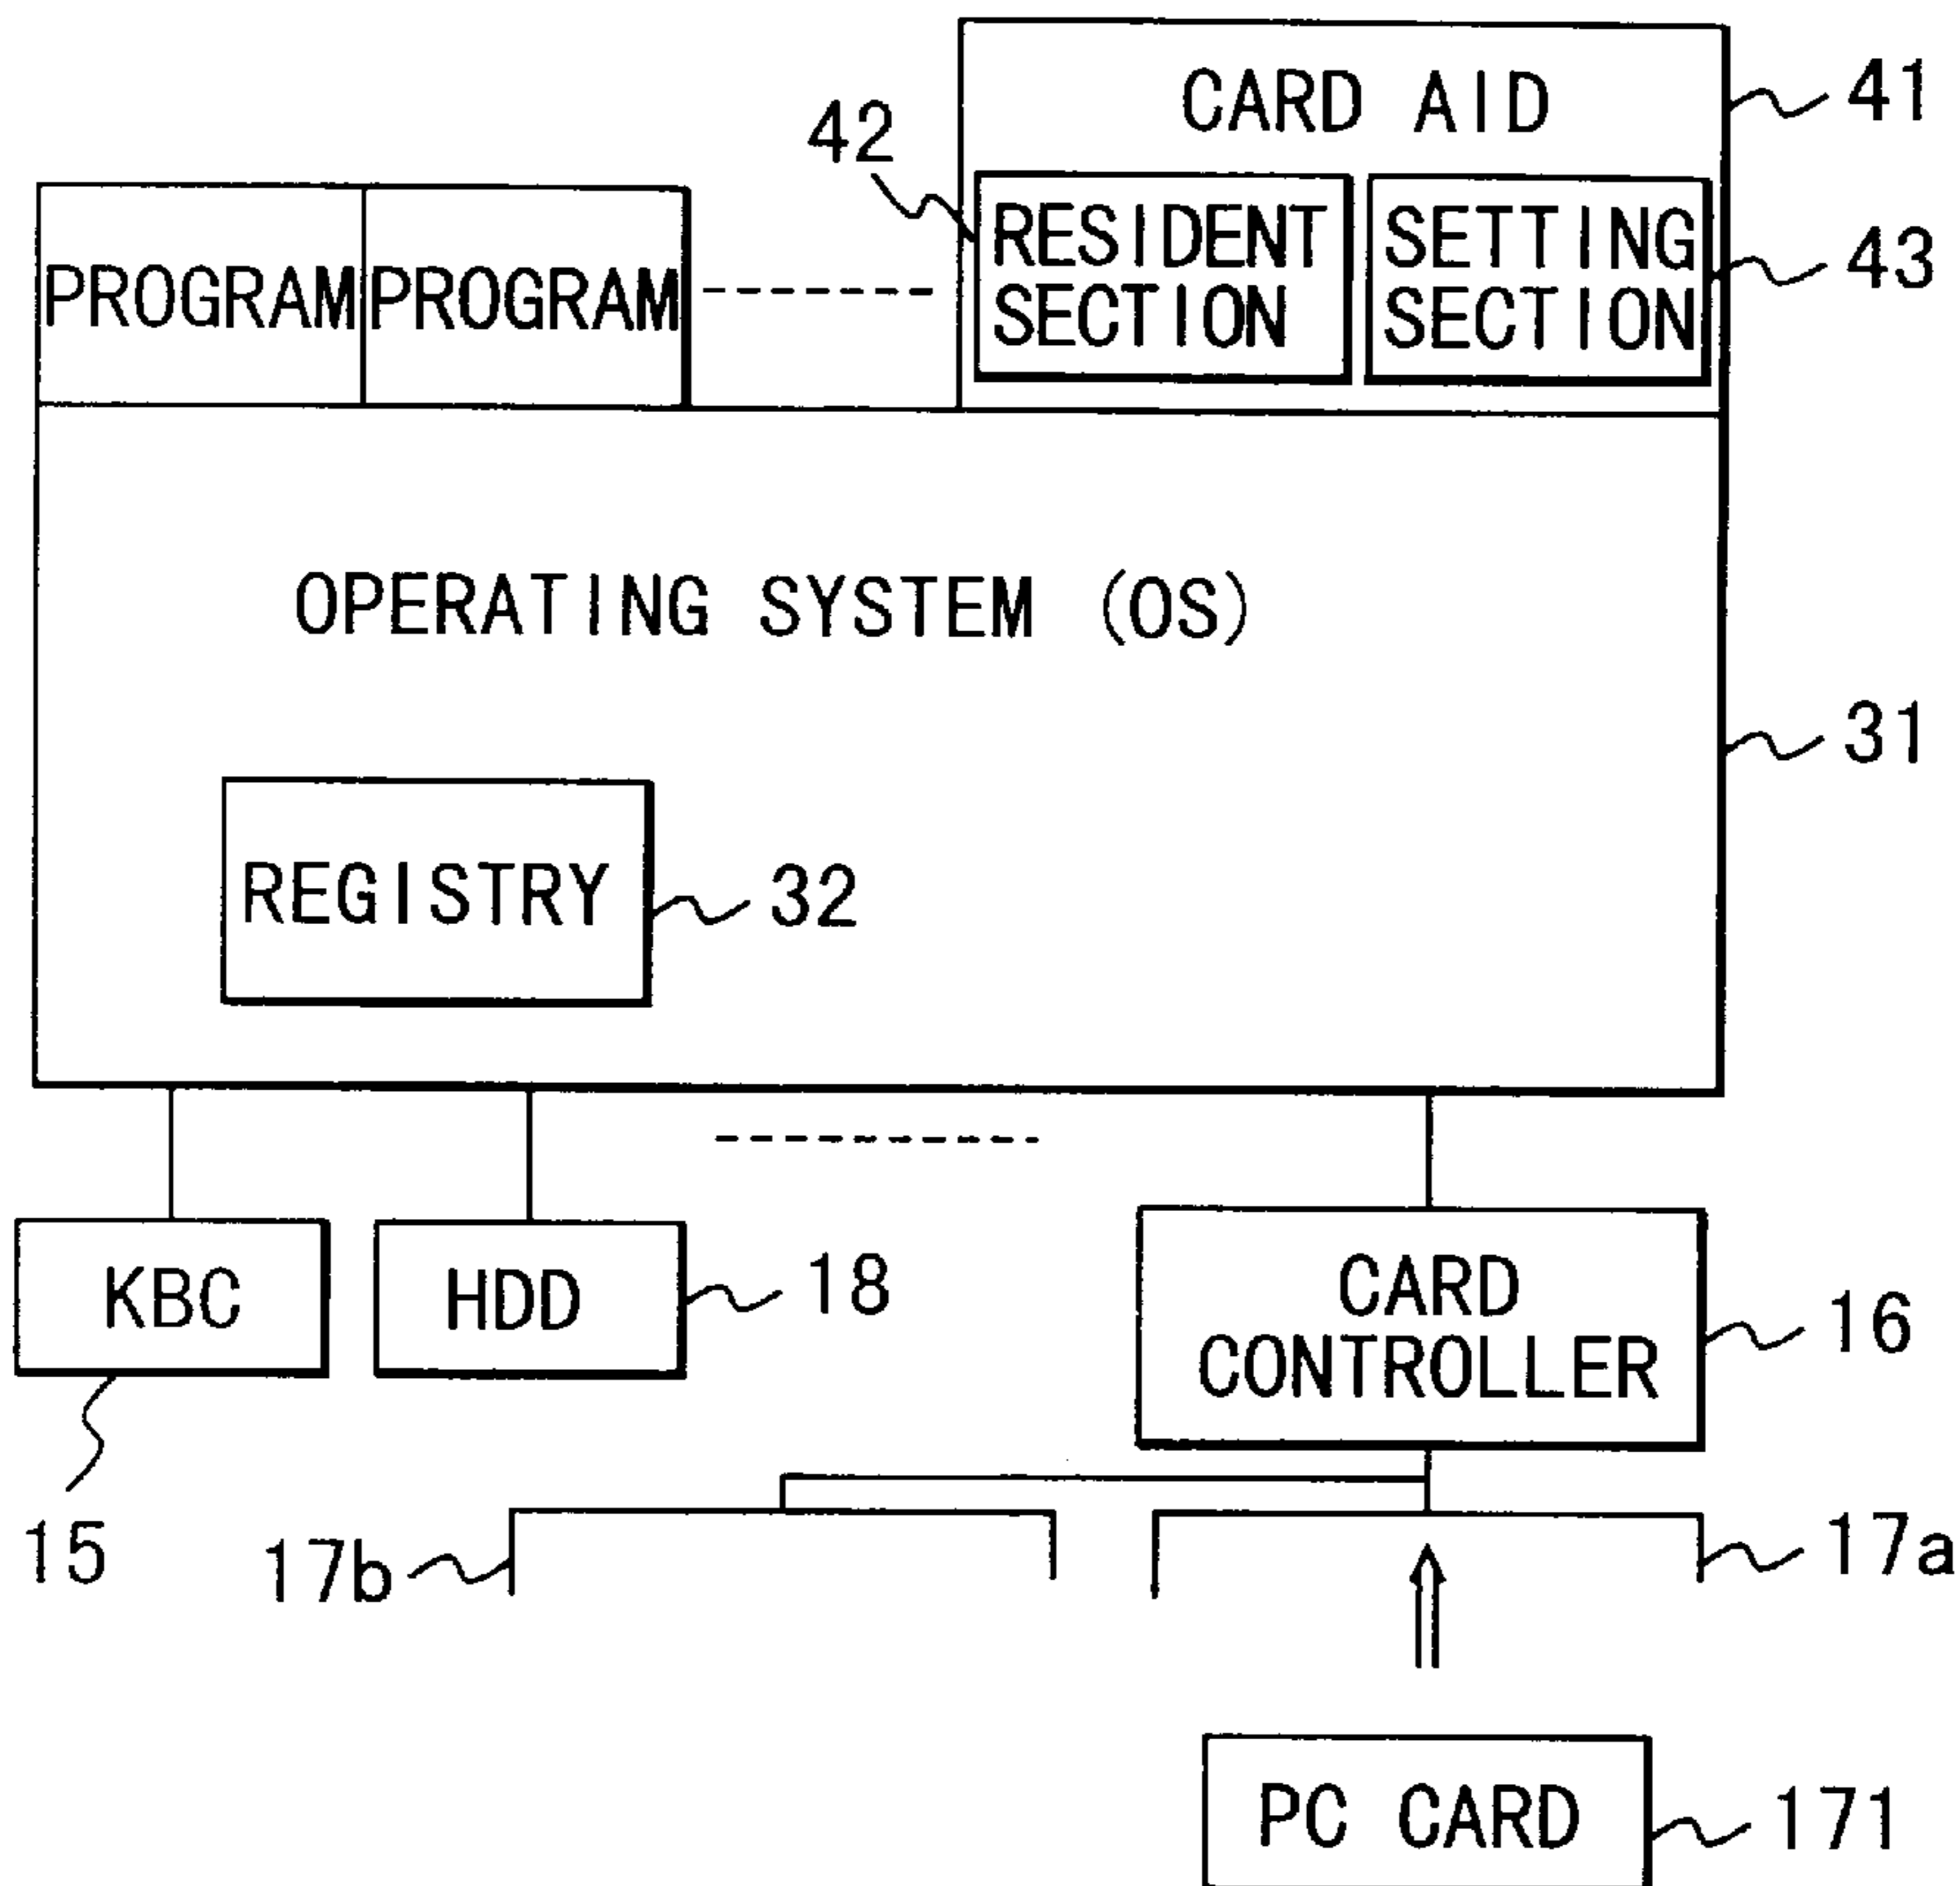 CARD AID
41
42
RESIDENT
SECTION
SETTING
SECTION
43
PROGRAM
PROGRAM
OPERATING SYSTEM (OS)
31
REGISTRY
32
KBC
HDD
18
CARD
CONTROLLER
16
15
17b
17a
PC CARD
171